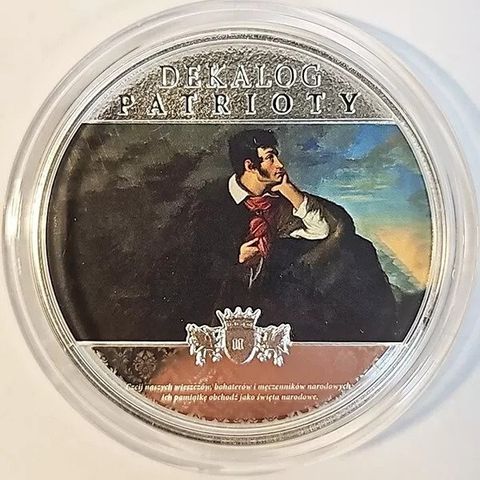 DEKALOG
PATRIOTY
Czcij naszych wieszczów, bohaterów i męczenników narodowych,
ich pamiątkę obchodź jako święta narodowe.